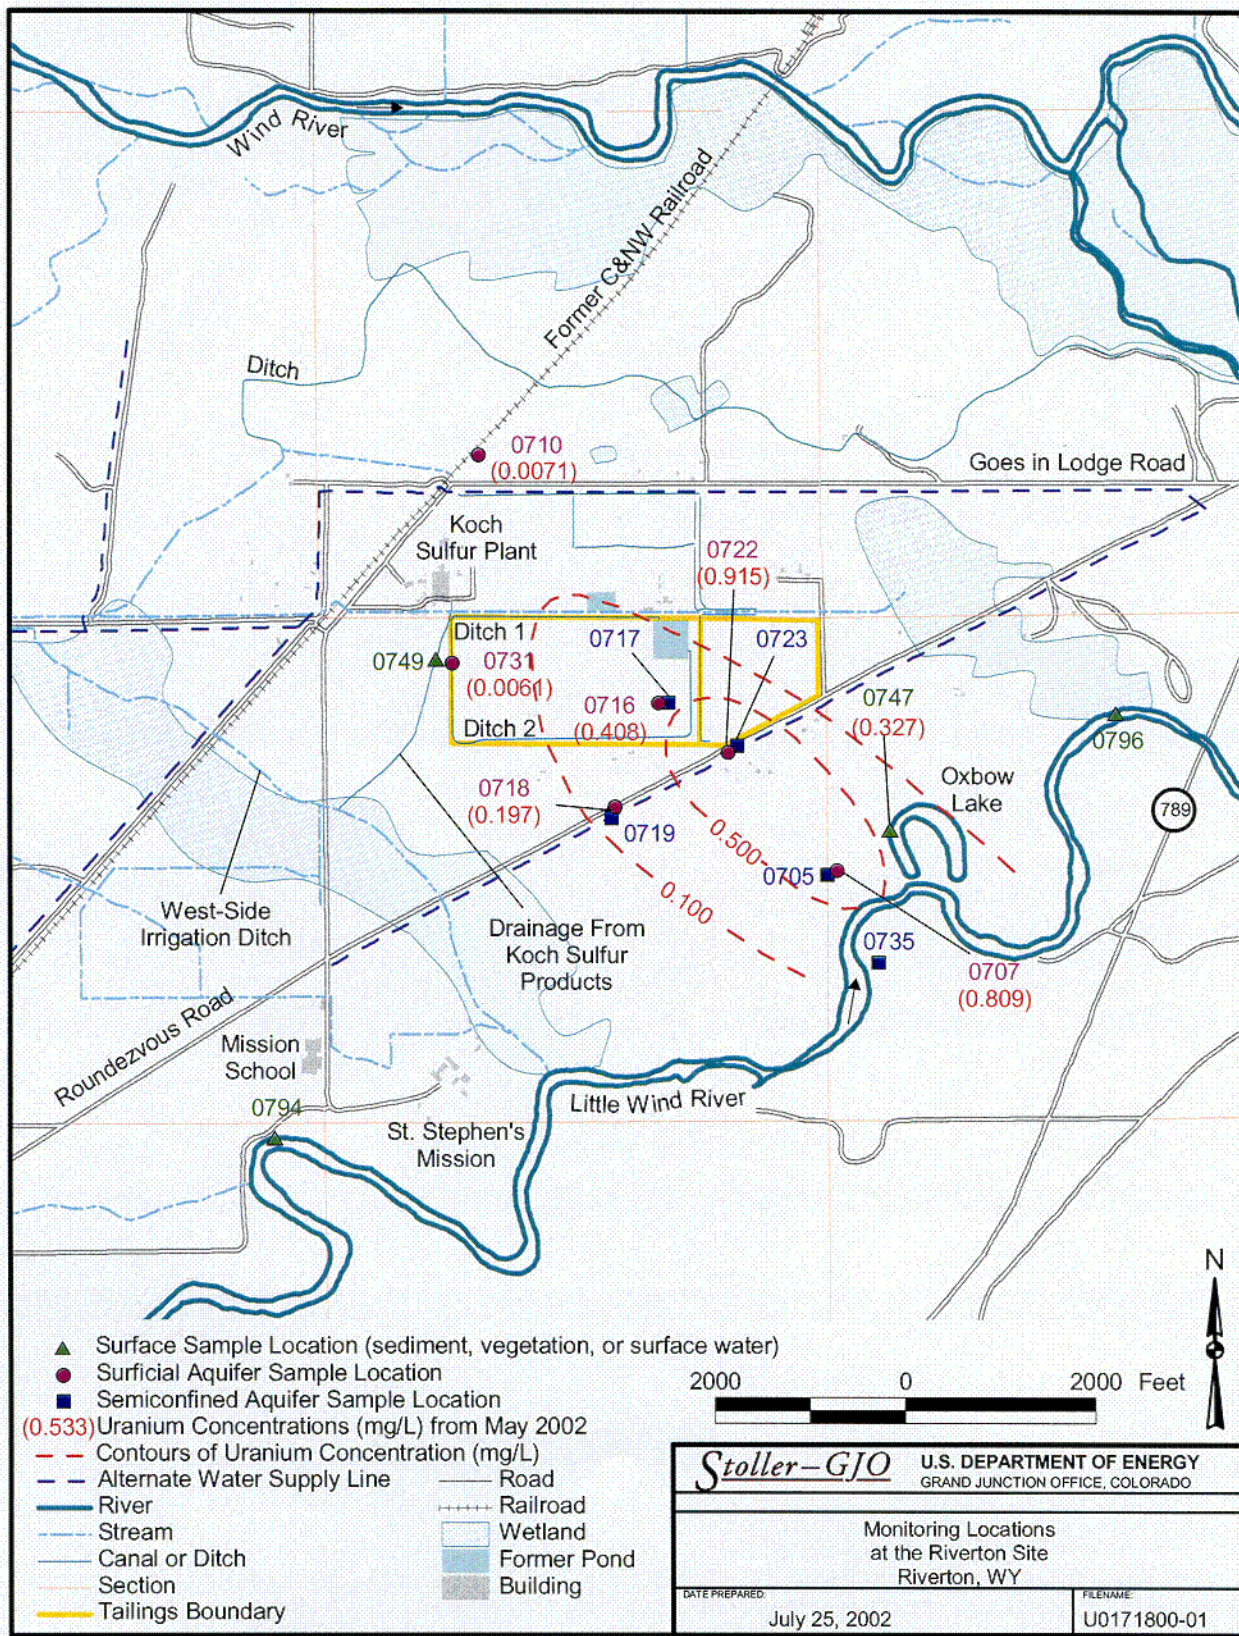 Wind River
Former C&NW Railroad
Ditch
0710
(0.0071)
Goes in Lodge Road
Koch
Sulfur Plant
0722
(0.915)
Ditch 1
0717
0723
0749
0731
(0.0061)
0716
(0.408)
0747
(0.327)
Ditch 2
0796
0718
(0.197)
Oxbow
Lake
789
0719
0.500
0705
0.100
West-Side
Irrigation Ditch
Drainage From
Koch Sulfur
Products
0735
0707
(0.809)
Roundezvous Road
Mission
School
0794
Little Wind River
St. Stephen's
Mission
N
Surface Sample Location (sediment, vegetation, or surface water)
Surficial Aquifer Sample Location
Semiconfined Aquifer Sample Location
(0.533) Uranium Concentrations (mg/L) from May 2002
Contours of Uranium Concentration (mg/L)
Alternate Water Supply Line
River
Stream
Canal or Ditch
Section
Tailings Boundary
Road
Railroad
Wetland
Former Pond
Building
2000 0 2000 Feet
Stoller-GJO
U.S. DEPARTMENT OF ENERGY
GRAND JUNCTION OFFICE, COLORADO
Monitoring Locations
at the Riverton Site
Riverton, WY
DATE PREPARED:
July 25, 2002
FILENAME:
U0171800-01